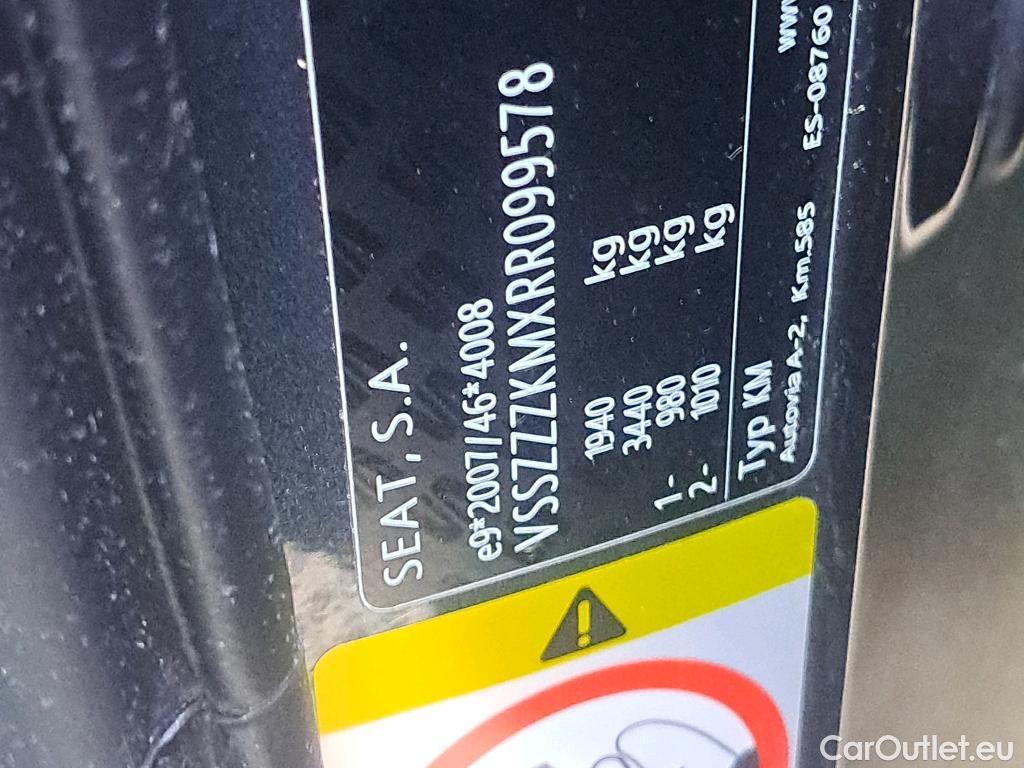 SEAT, S.A.
e9*2007/46*4008
VSSZZZKMXRR099578
1940 kg
3440 kg
1- 980 kg
2- 1010 kg
Typ KM
Autovia A-2, Km.585 ES-08760
www
CarOutlet.eu